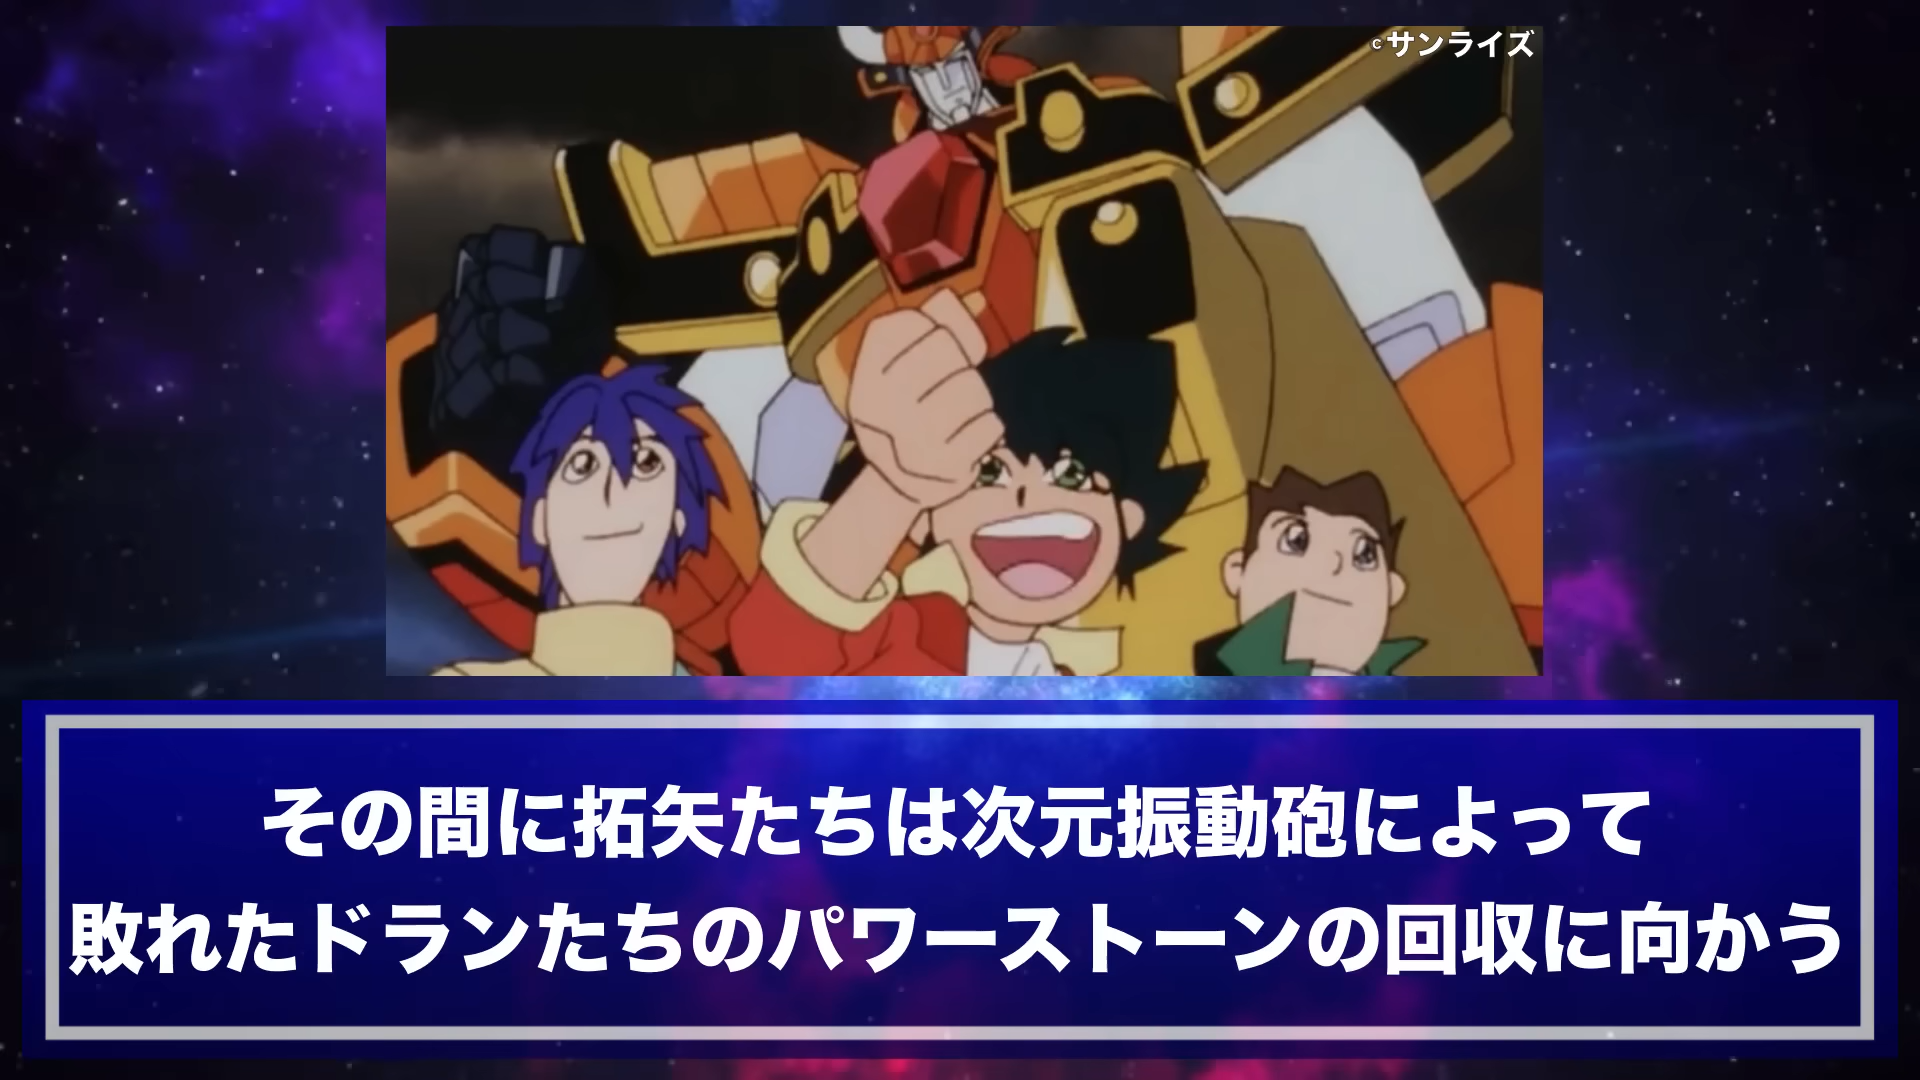 cサンライズ
その間に拓矢たちは次元振動砲によって
敗れたドランたちのパワーストーンの回収に向かう